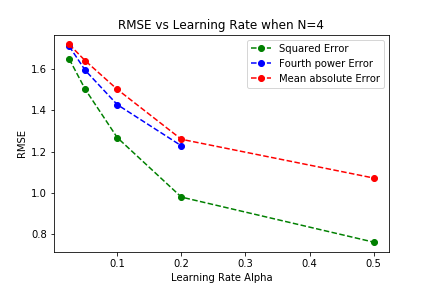 RMSE vs Learning Rate when N=4
Squared Error
Fourth power Error
Mean absolute Error
RMSE
1.6
1.4
1.2
1.0
0.8
0.1
0.2
0.3
0.4
0.5
Learning Rate Alpha